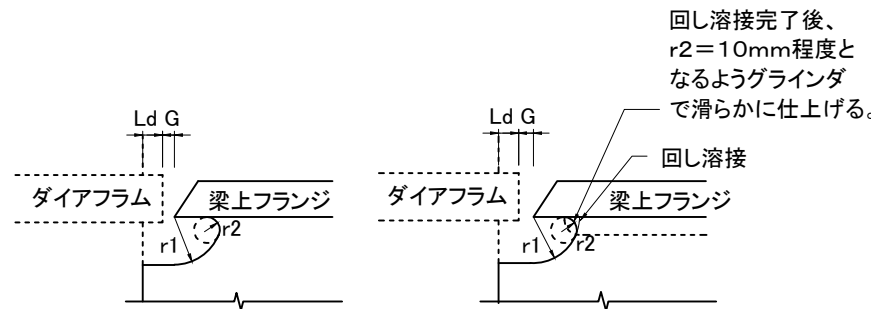 回し溶接完了後、
r2＝10mm程度と
なるようグラインダ
で滑らかに仕上げる。
Ld G
Ld G
回し溶接
ダイアフラム
梁上フランジ
ダイアフラム
梁上フランジ
r1
r2
r1
r2